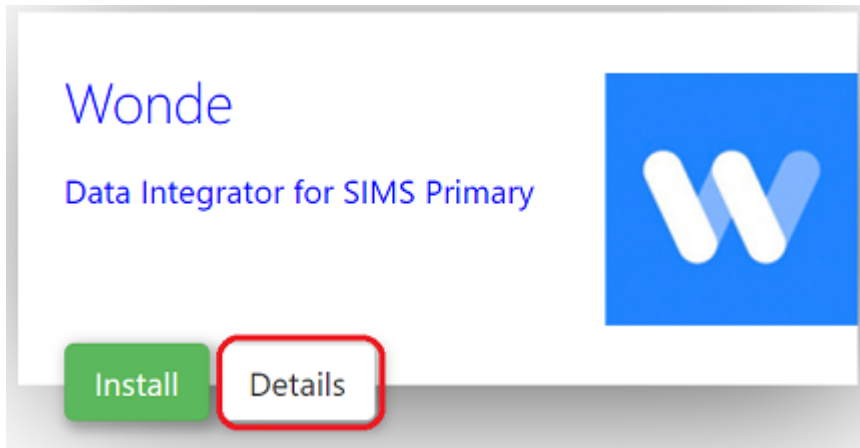 Wonde
Data Integrator for SIMS Primary
Install
Details